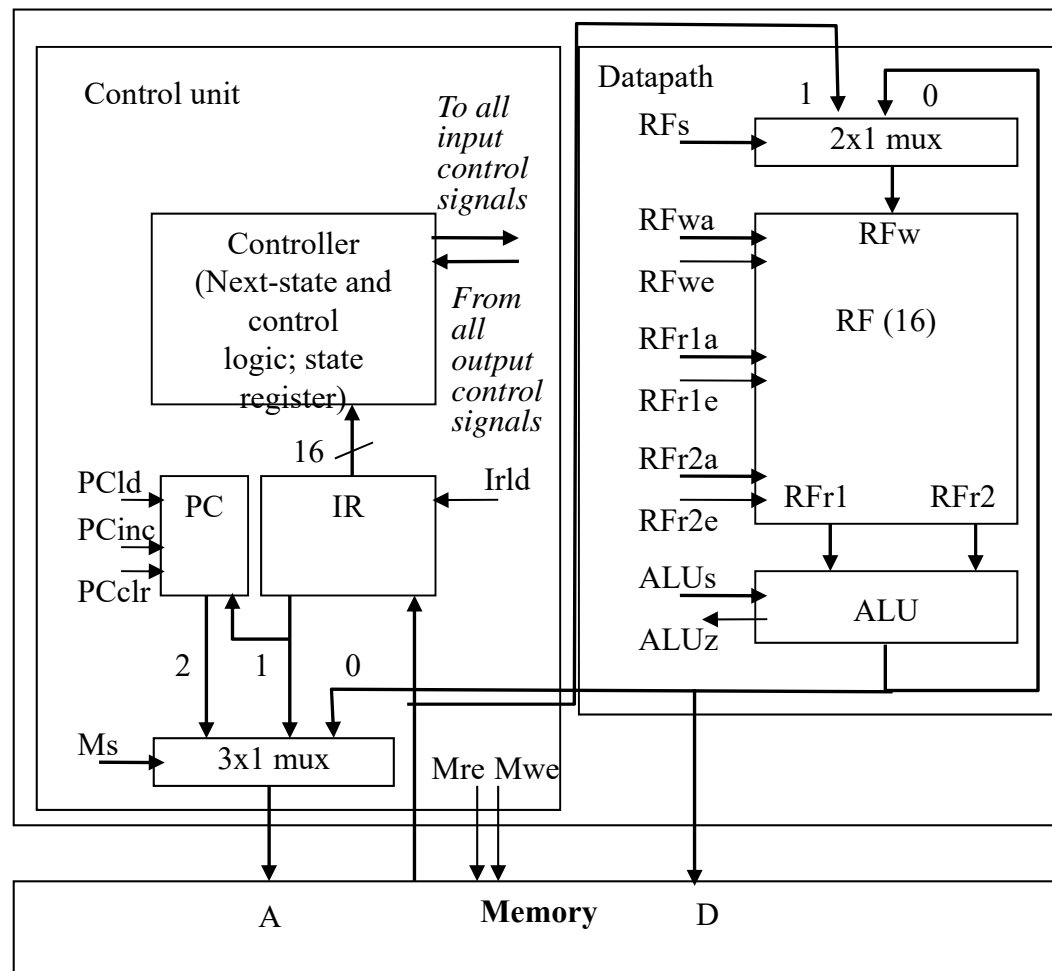 Control unit
To all
input
control
signals
Controller
(Next-state and
control
logic; state
register)
From
all
output
control
signals
16
PCld
PCinc
PCclr
PC
IR
Irld
2
1
0
Ms
3x1 mux
Mre
Mwe
Datapath
1
0
RFs
2x1 mux
RFwa
RFwe
RFw
RF (16)
RFr1a
RFr1e
RFr2a
RFr2e
RFr1
RFr2
ALUs
ALUz
ALU
A
Memory
D